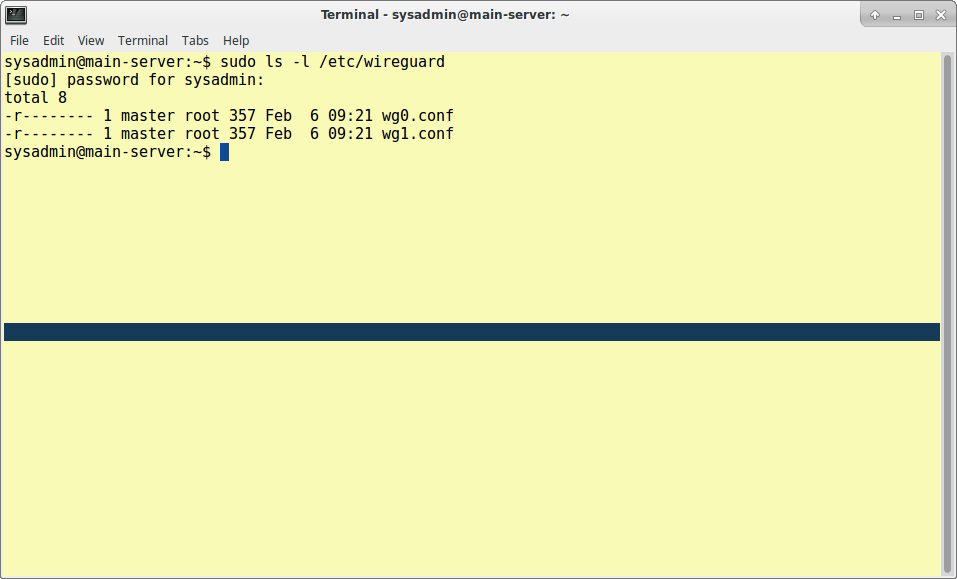 Terminal - sysadmin@main-server: ~
File Edit View Terminal Tabs Help
sysadmin@main-server:~$ sudo ls -l /etc/wireguard
[sudo] password for sysadmin:
total 8
-r-------- 1 master root 357 Feb  6 09:21 wg0.conf
-r-------- 1 master root 357 Feb  6 09:21 wg1.conf
sysadmin@main-server:~$